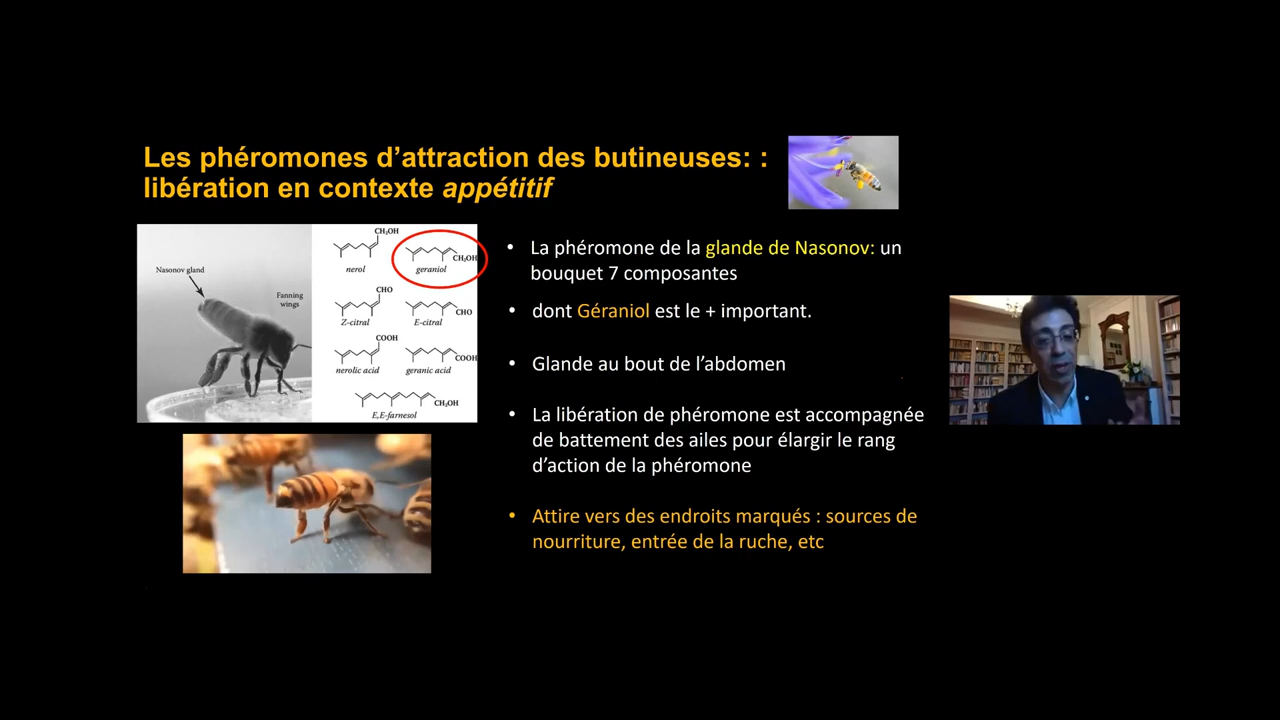 Les phéromones d’attraction des butineuses: :
libération en contexte appétitif
Nasonov gland
Fanning
wings
CH₂OH
nerol
CH₂OH
geraniol
CHO
Z-citral
CHO
E-citral
COOH
nerolic acid
COOH
geranic acid
CH₂OH
E,E-farnesol
• La phéromone de la glande de Nasonov: un
bouquet 7 composantes
• dont Géraniol est le + important.
• Glande au bout de l’abdomen
• La libération de phéromone est accompagnée
de battement des ailes pour élargir le rang
d’action de la phéromone
• Attire vers des endroits marqués : sources de
nourriture, entrée de la ruche, etc